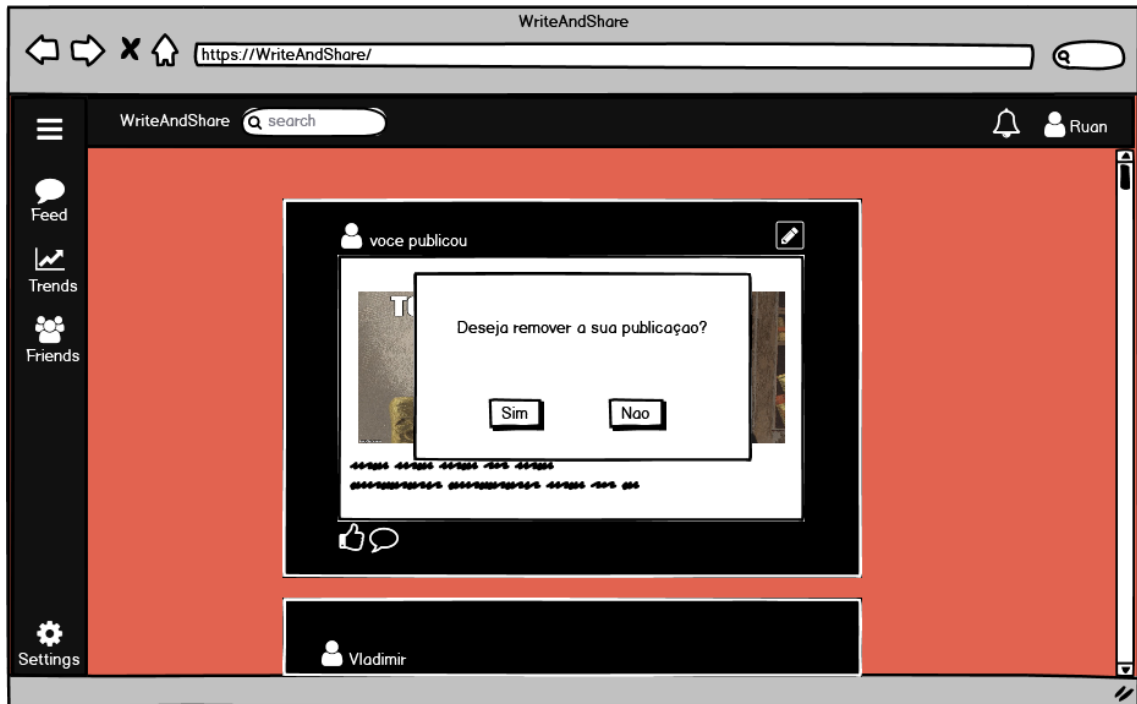 WriteAndShare
https://WriteAndShare/
WriteAndShare
search
Ruan
Feed
Trends
Friends
Settings
voce publicou
Deseja remover a sua publicaçao?
Sim
Nao
Vladimir